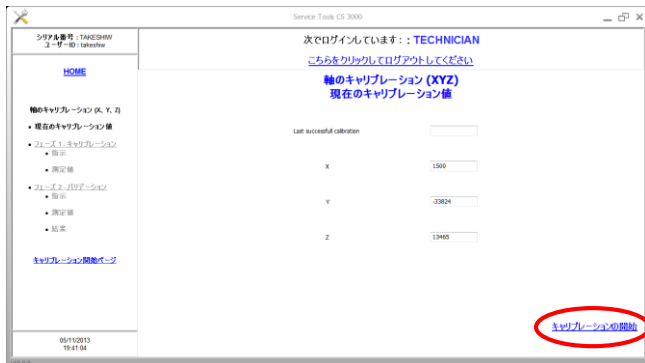 Service Tools CS 3000
シリアル番号 : TAKESHIW
ユーザーID : takeshiw
HOME
軸のキャリブレーション (X, Y, Z)
• 現在のキャリブレーション値
• フェーズ 1 - キャリブレーション
• 指示
• 測定値
• フェーズ 2 - バリデーション
• 指示
• 測定値
• 結果
キャリブレーション開始ページ
05/11/2013
19:41:04
次でログインしています : : TECHNICIAN
こちらをクリックしてログアウトしてください
軸のキャリブレーション (XYZ)
現在のキャリブレーション値
Last successful calibration
X 1500
Y -33824
Z 13465
キャリブレーションの開始